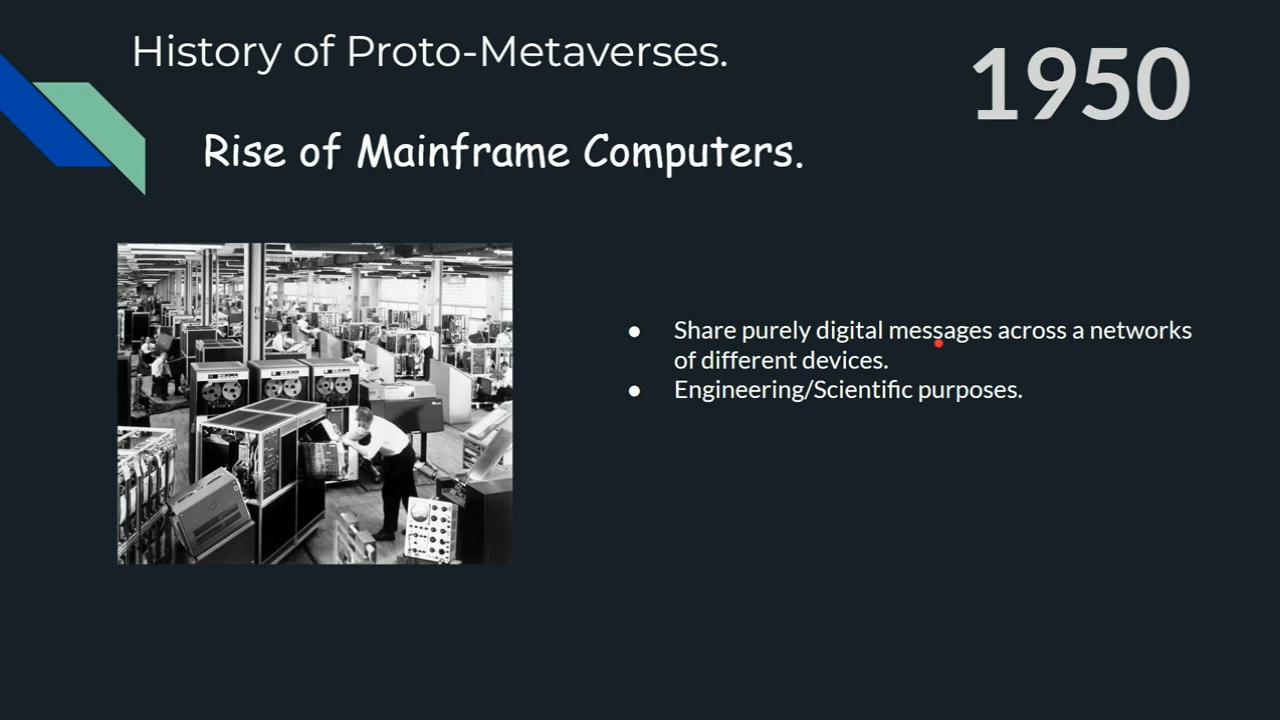 History of Proto-Metaverses.
1950
Rise of Mainframe Computers.
● Share purely digital messages across a networks
of different devices.
● Engineering/Scientific purposes.